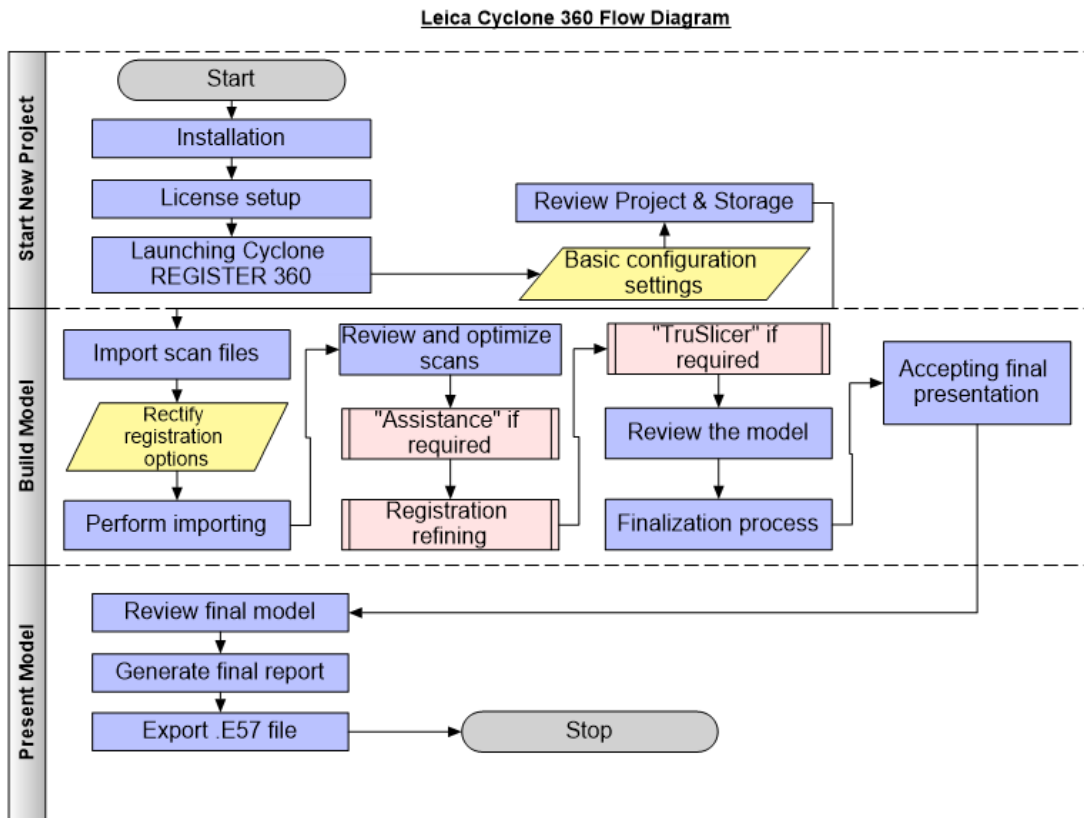 Leica Cyclone 360 Flow Diagram
Start New Project
Start
Installation
License setup
Launching Cyclone
REGISTER 360
Basic configuration
settings
Review Project & Storage
Build Model
Import scan files
Rectify
registration
options
Perform importing
Review and optimize
scans
"Assistance" if
required
Registration
refining
"TruSlicer" if
required
Review the model
Finalization process
Accepting final
presentation
Present Model
Review final model
Generate final report
Export .E57 file
Stop